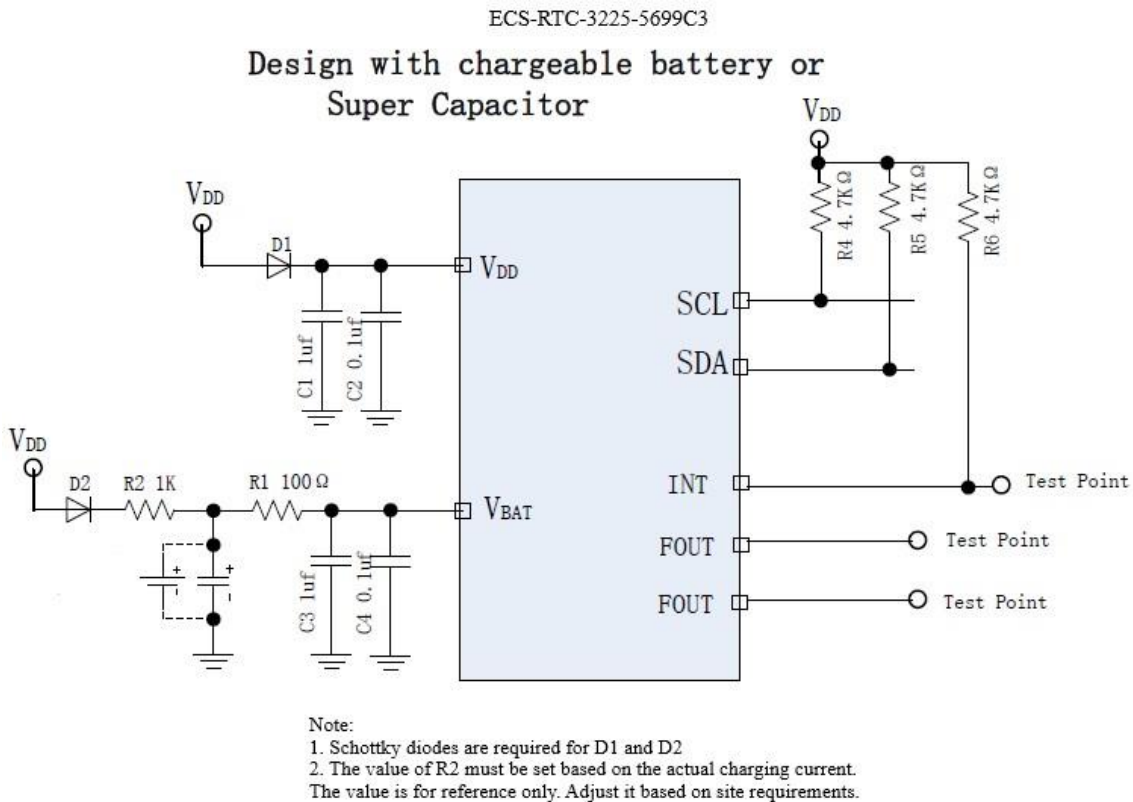 ECS-RTC-3225-5699C3
Design with chargeable battery or
Super Capacitor
VDD
R4 4.7KΩ
R5 4.7KΩ
R6 4.7KΩ
VDD
D1
VDD
C1 1uf
C2 0.1uf
SCL
SDA
VDD
D2
R2 1K
R1 100Ω
VBAT
INT
Test Point
+
+
C3 1uf
C4 0.1uf
FOUT
Test Point
FOUT
Test Point
Note:
1. Schottky diodes are required for D1 and D2
2. The value of R2 must be set based on the actual charging current.
The value is for reference only. Adjust it based on site requirements.